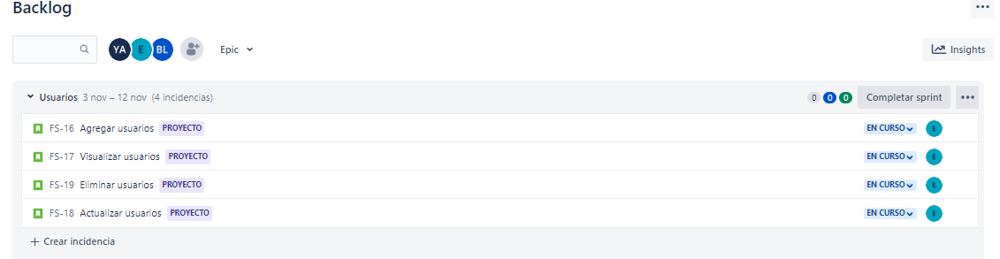 Backlog
YA E BL Epic Insights
Usuarios 3 nov – 12 nov (4 incidencias) 0 0 0 Completar sprint
FS-16 Agregar usuarios PROYECTO EN CURSO E
FS-17 Visualizar usuarios PROYECTO EN CURSO E
FS-19 Eliminar usuarios PROYECTO EN CURSO E
FS-18 Actualizar usuarios PROYECTO EN CURSO E
+ Crear incidencia